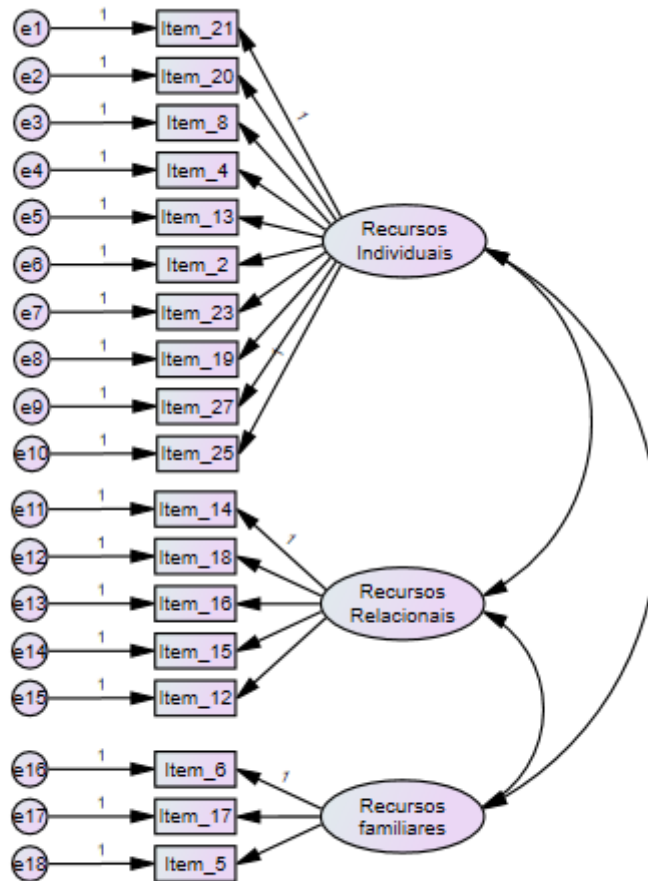 e1 1 Item_21
e2 1 Item_20
e3 1 Item_8
e4 1 Item_4
e5 1 Item_13
e6 1 Item_2
e7 1 Item_23
e8 1 Item_19
e9 1 Item_27
e10 1 Item_25
1
Recursos
Individuais
e11 1 Item_14
e12 1 Item_18
e13 1 Item_16
e14 1 Item_15
e15 1 Item_12
1
Recursos
Relacionais
e16 1 Item_6
e17 1 Item_17
e18 1 Item_5
1
Recursos
familiares